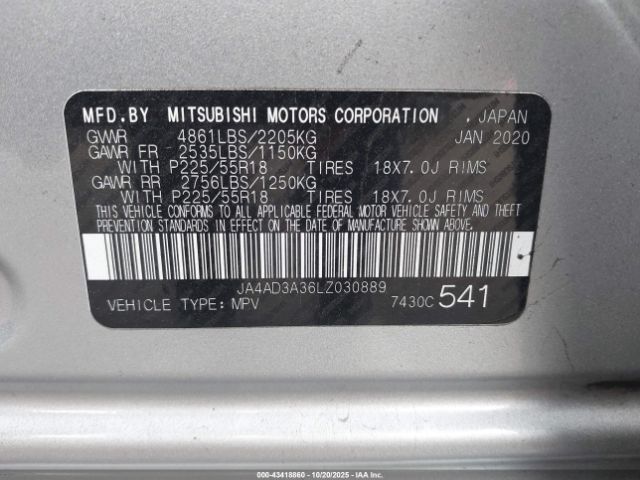 MFD.BY MITSUBISHI MOTORS CORPORATION . JAPAN
GVWR 4861LBS/2205KG JAN 2020
GAWR FR 2535LBS/1150KG
WITH P225/55R18 TIRES 18X7.0J RIMS
GAWR RR 2756LBS/1250KG
WITH P225/55R18 TIRES 18X7.0J RIMS
THIS VEHICLE CONFORMS TO ALL APPLICABLE FEDERAL MOTOR VEHICLE SAFETY AND THEFT
PREVENTION STANDARDS IN EFFECT ON THE DATE OF MANUFACTURE SHOWN ABOVE.
JA4AD3A36LZ030889
VEHICLE TYPE: MPV 7430C 541
000-43418860 - 10/20/2025 - IAAI.COM